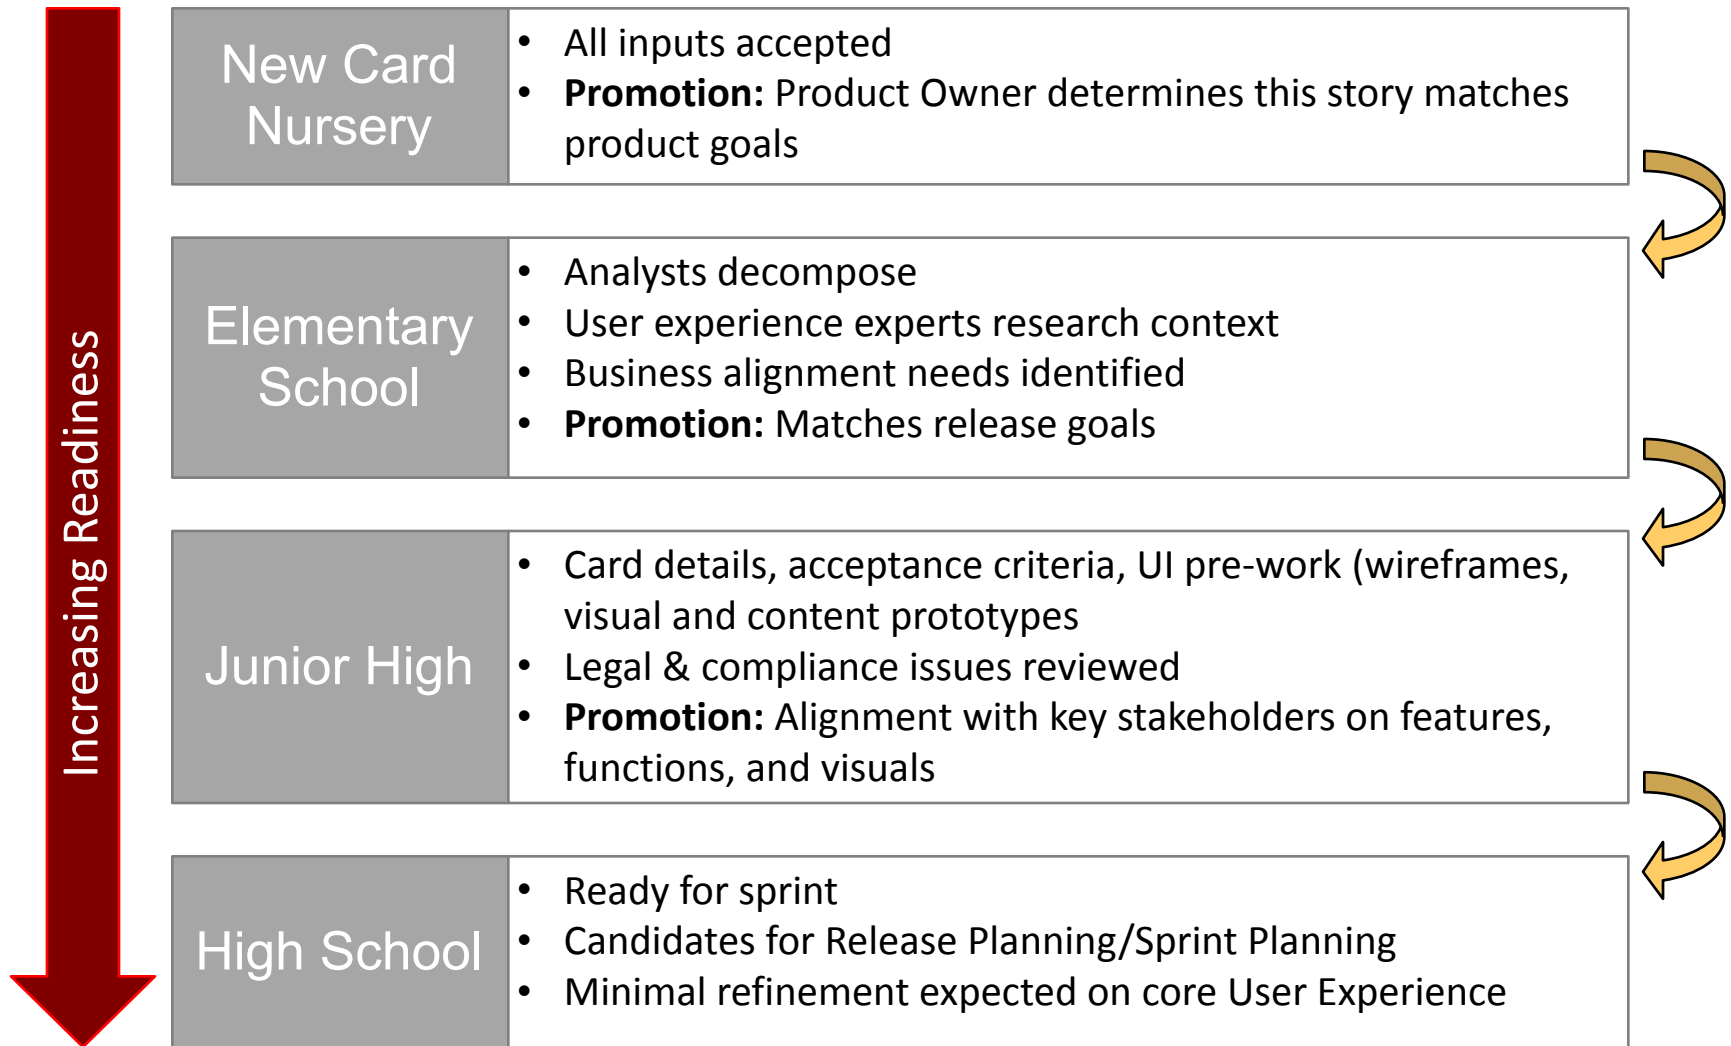 Increasing Readiness
New Card
Nursery
• All inputs accepted
• Promotion: Product Owner determines this story matches
product goals
Elementary
School
• Analysts decompose
• User experience experts research context
• Business alignment needs identified
• Promotion: Matches release goals
Junior High
• Card details, acceptance criteria, UI pre-work (wireframes,
visual and content prototypes
• Legal & compliance issues reviewed
• Promotion: Alignment with key stakeholders on features,
functions, and visuals
High School
• Ready for sprint
• Candidates for Release Planning/Sprint Planning
• Minimal refinement expected on core User Experience